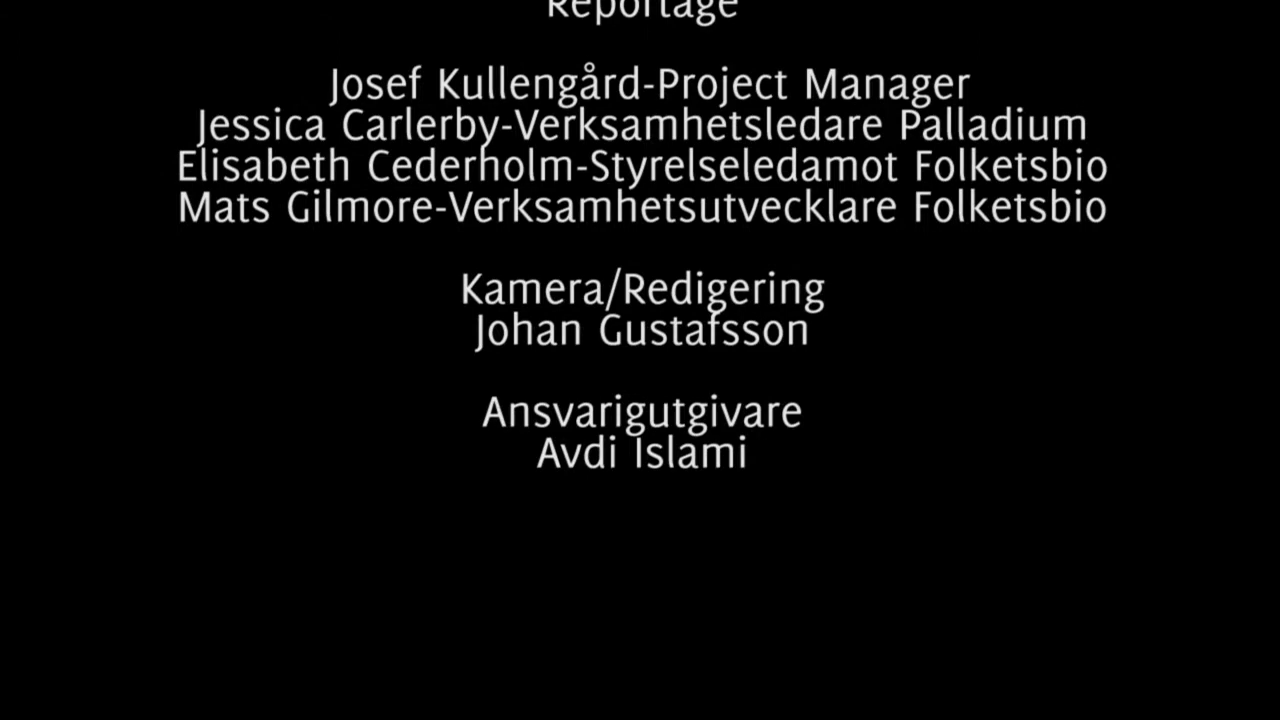 Reportage
Josef Kullengård-Project Manager
Jessica Carlerby-Verksamhetsledare Palladium
Elisabeth Cederholm-Styrelseledamot Folketsbio
Mats Gilmore-Verksamhetsutvecklare Folketsbio
Kamera/Redigering
Johan Gustafsson
Ansvarigutgivare
Avdi Islami